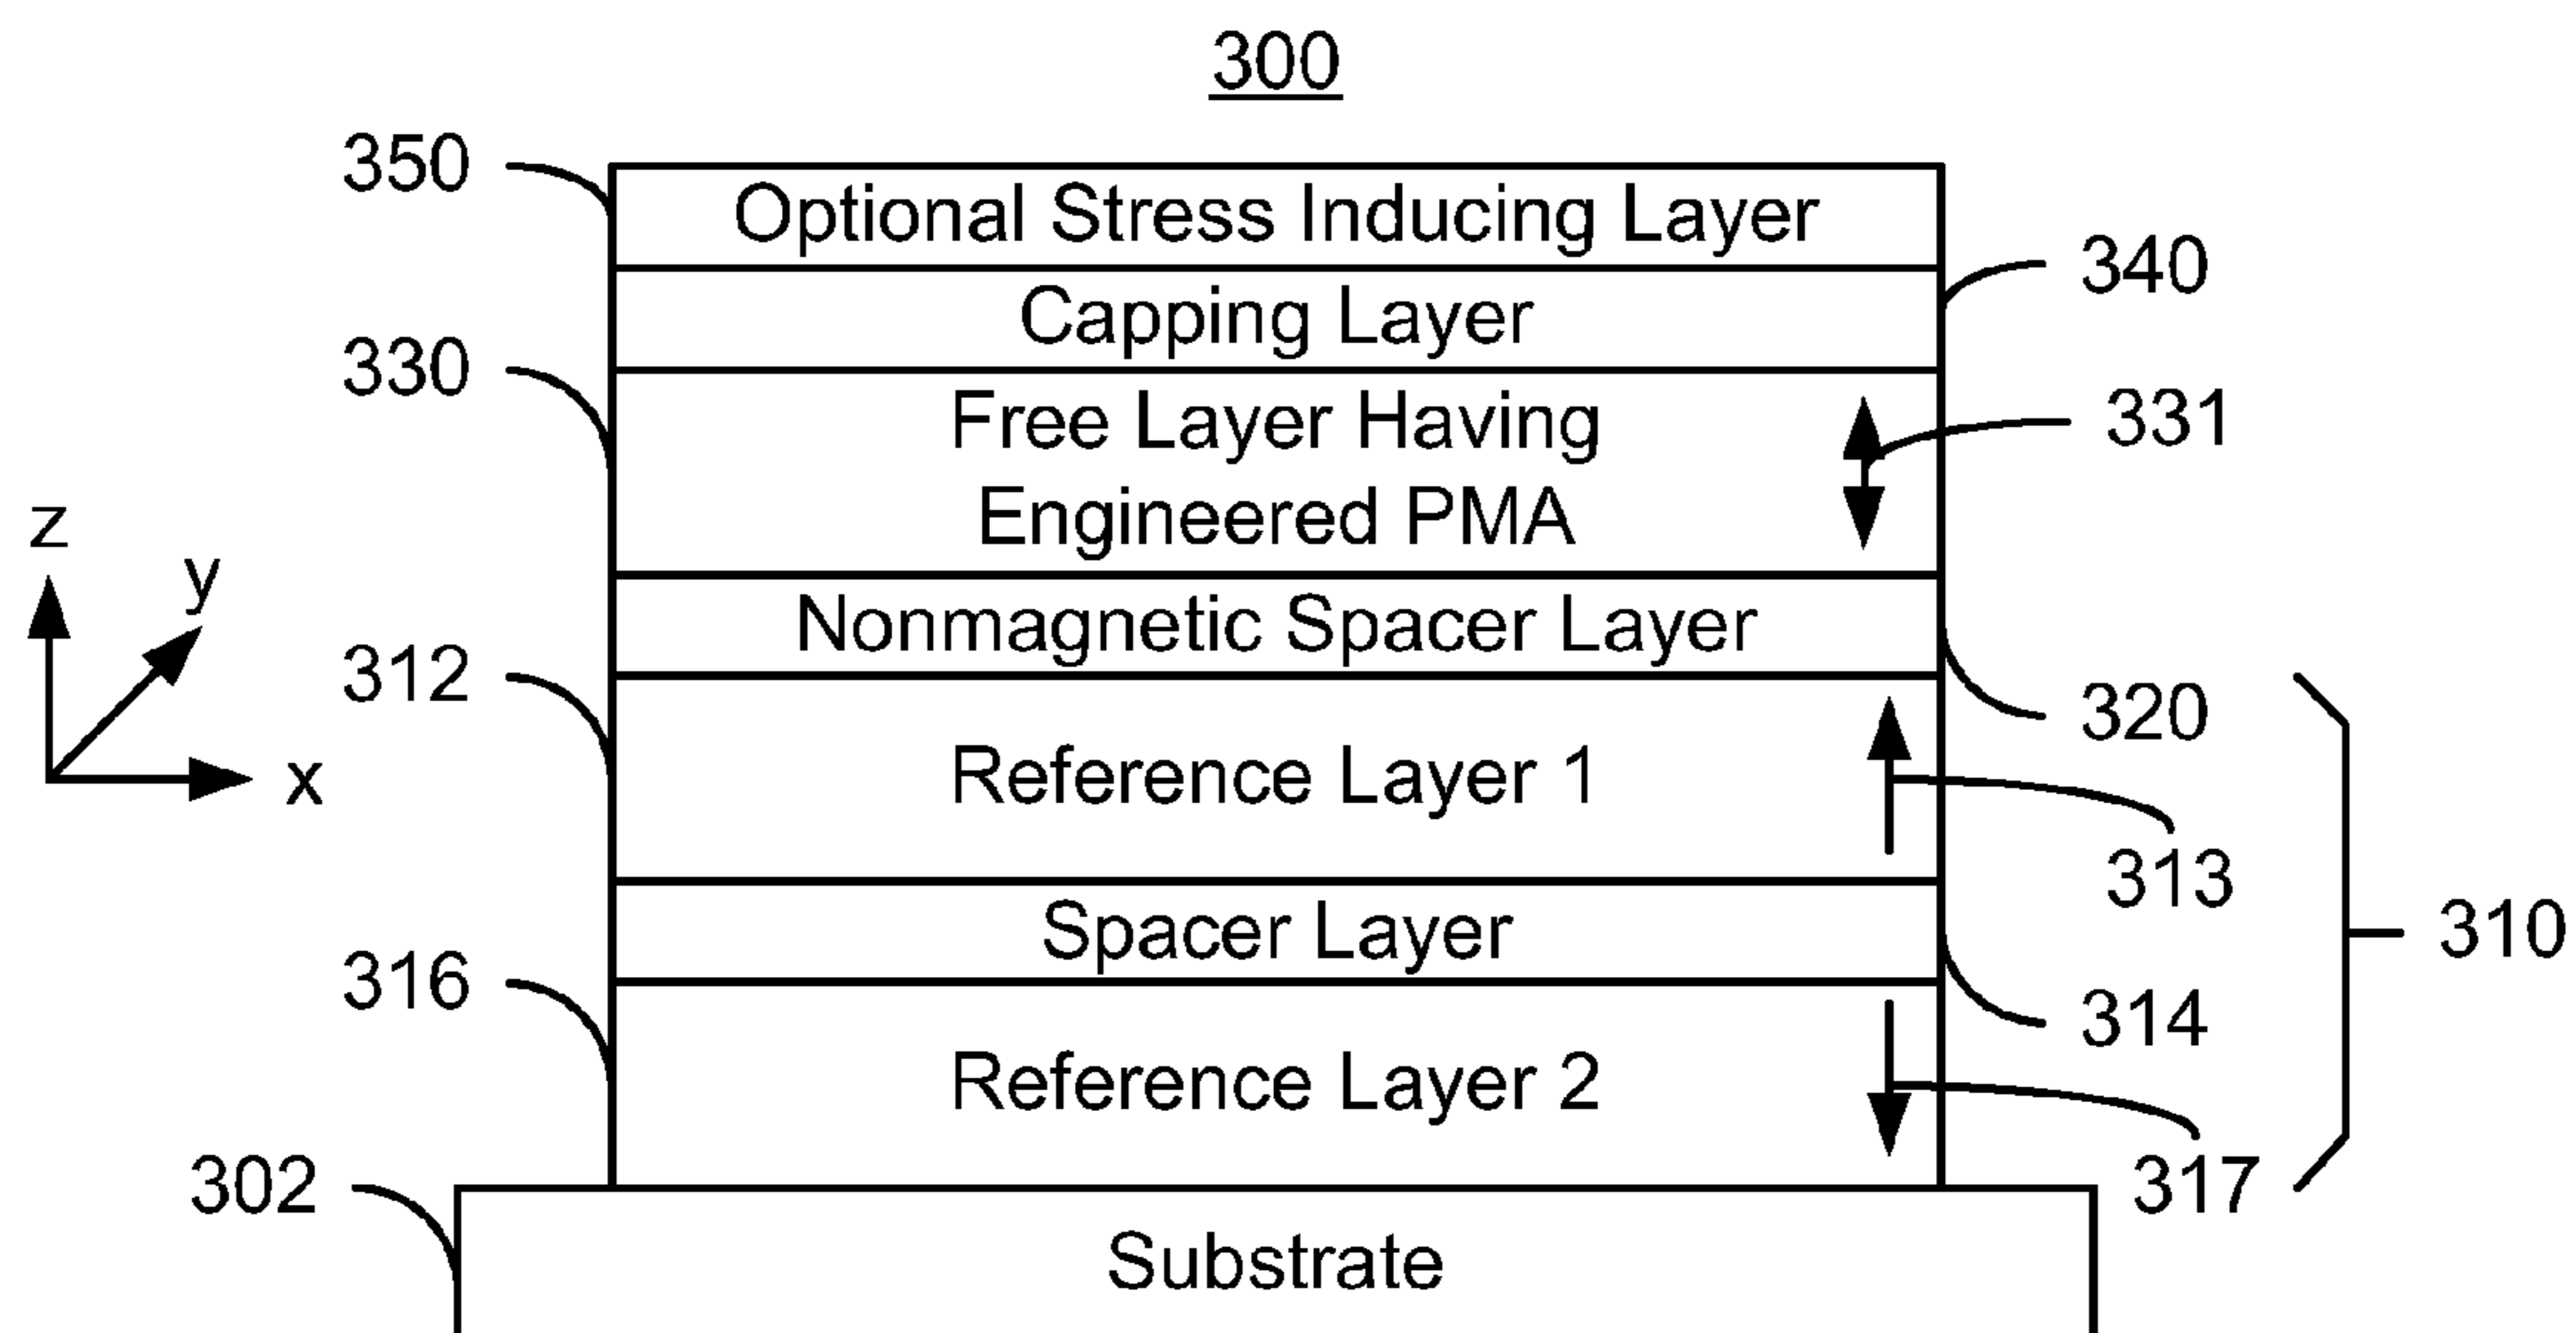 300
350
Optional Stress Inducing Layer
340
Capping Layer
330
Free Layer Having
331
Engineered PMA
z
y
x
Nonmagnetic Spacer Layer
320
312
Reference Layer 1
313
310
Spacer Layer
314
316
Reference Layer 2
317
302
Substrate